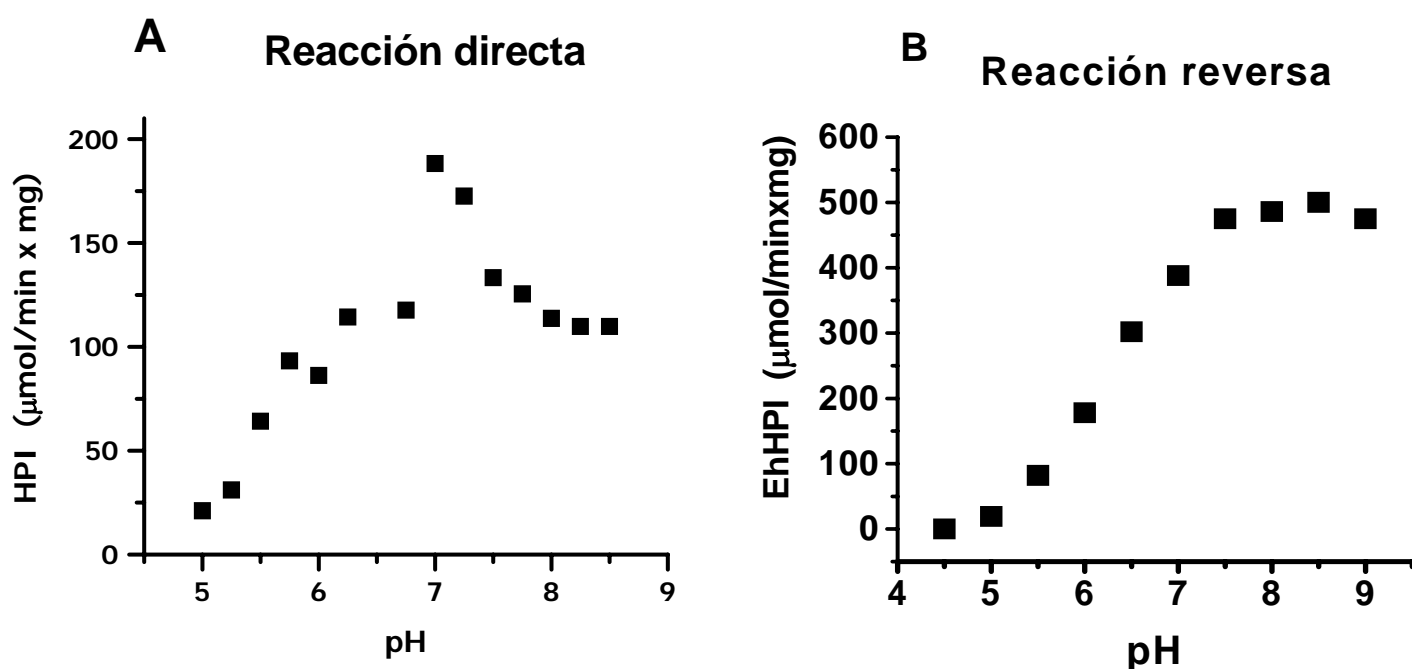 A
Reacción directa
HPI (μmol/min x mg)
200
150
100
50
0
5 6 7 8 9
pH
B
Reacción reversa
EhHPI (μmol/minxmg)
600
500
400
300
200
100
0
4 5 6 7 8 9
pH